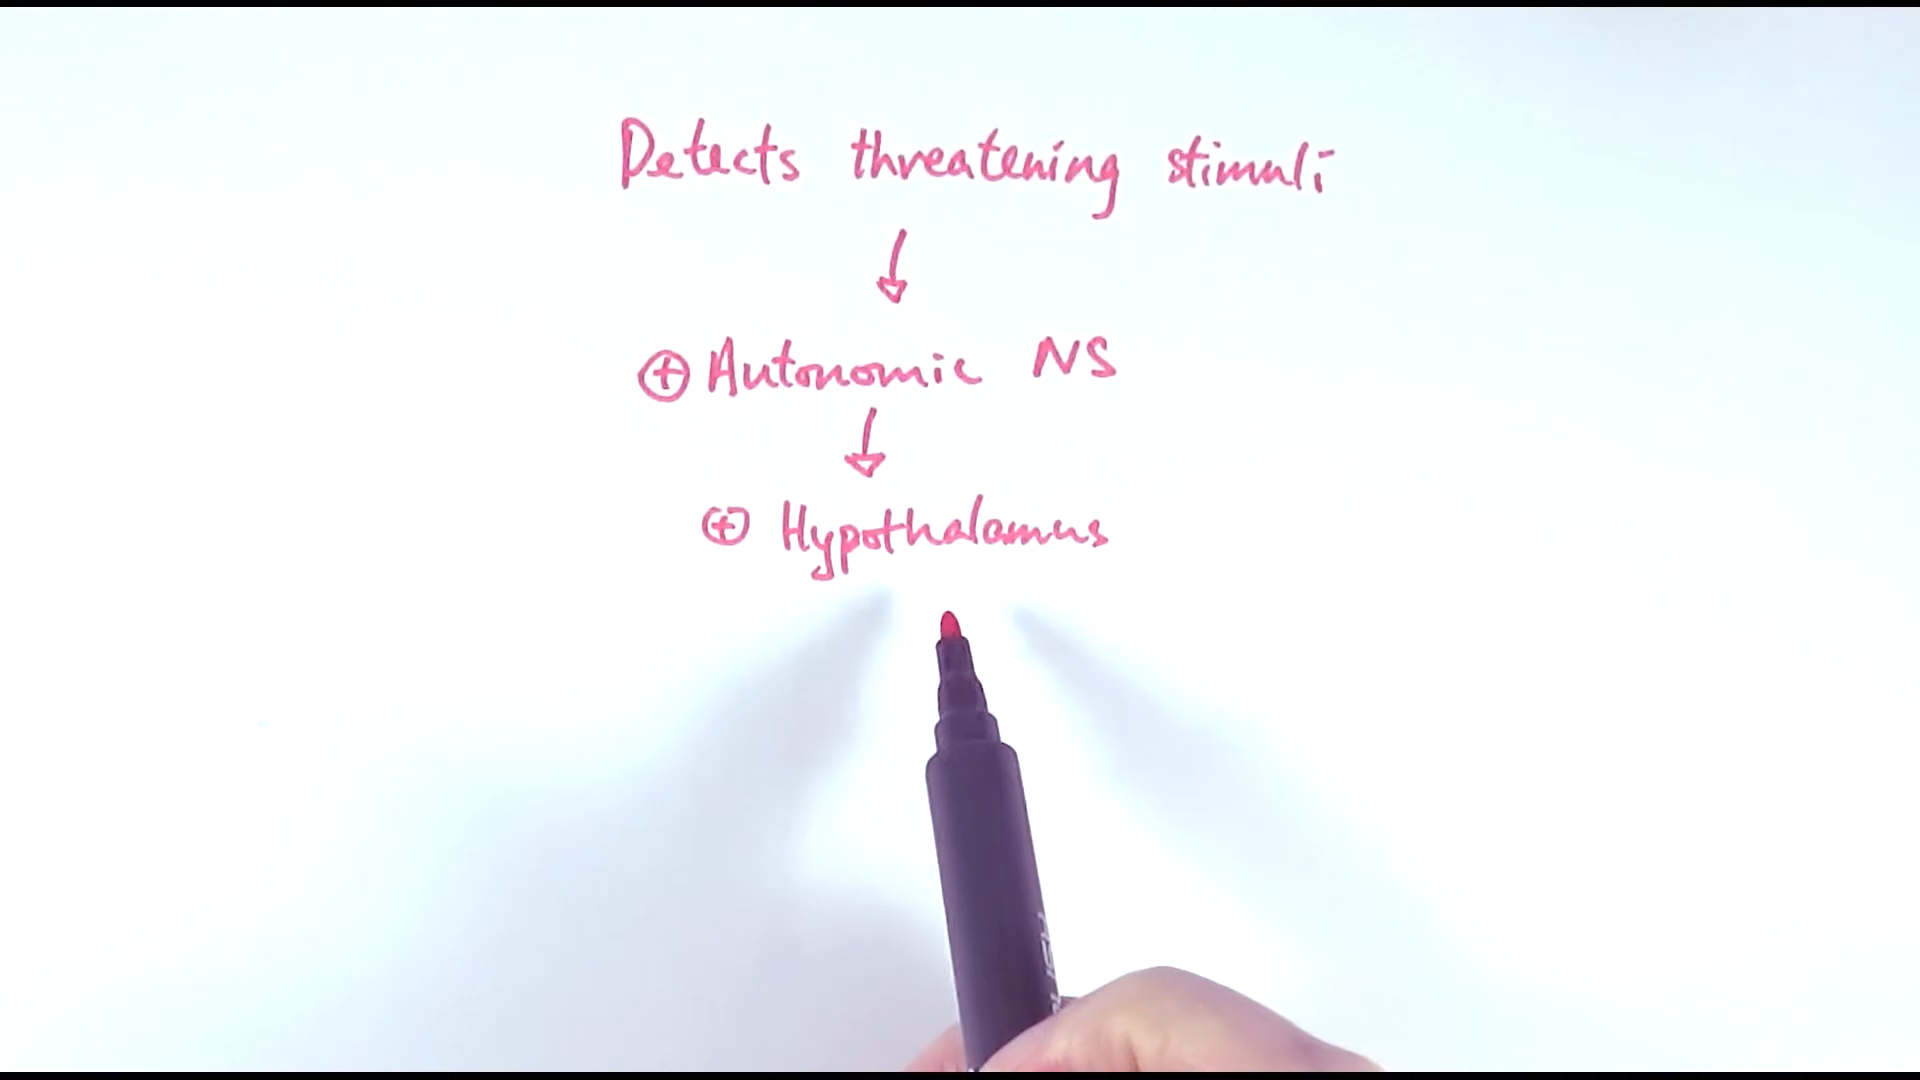 Detects threatening stimuli
↓
⊕ Autonomic NS
↓
⊕ Hypothalamus